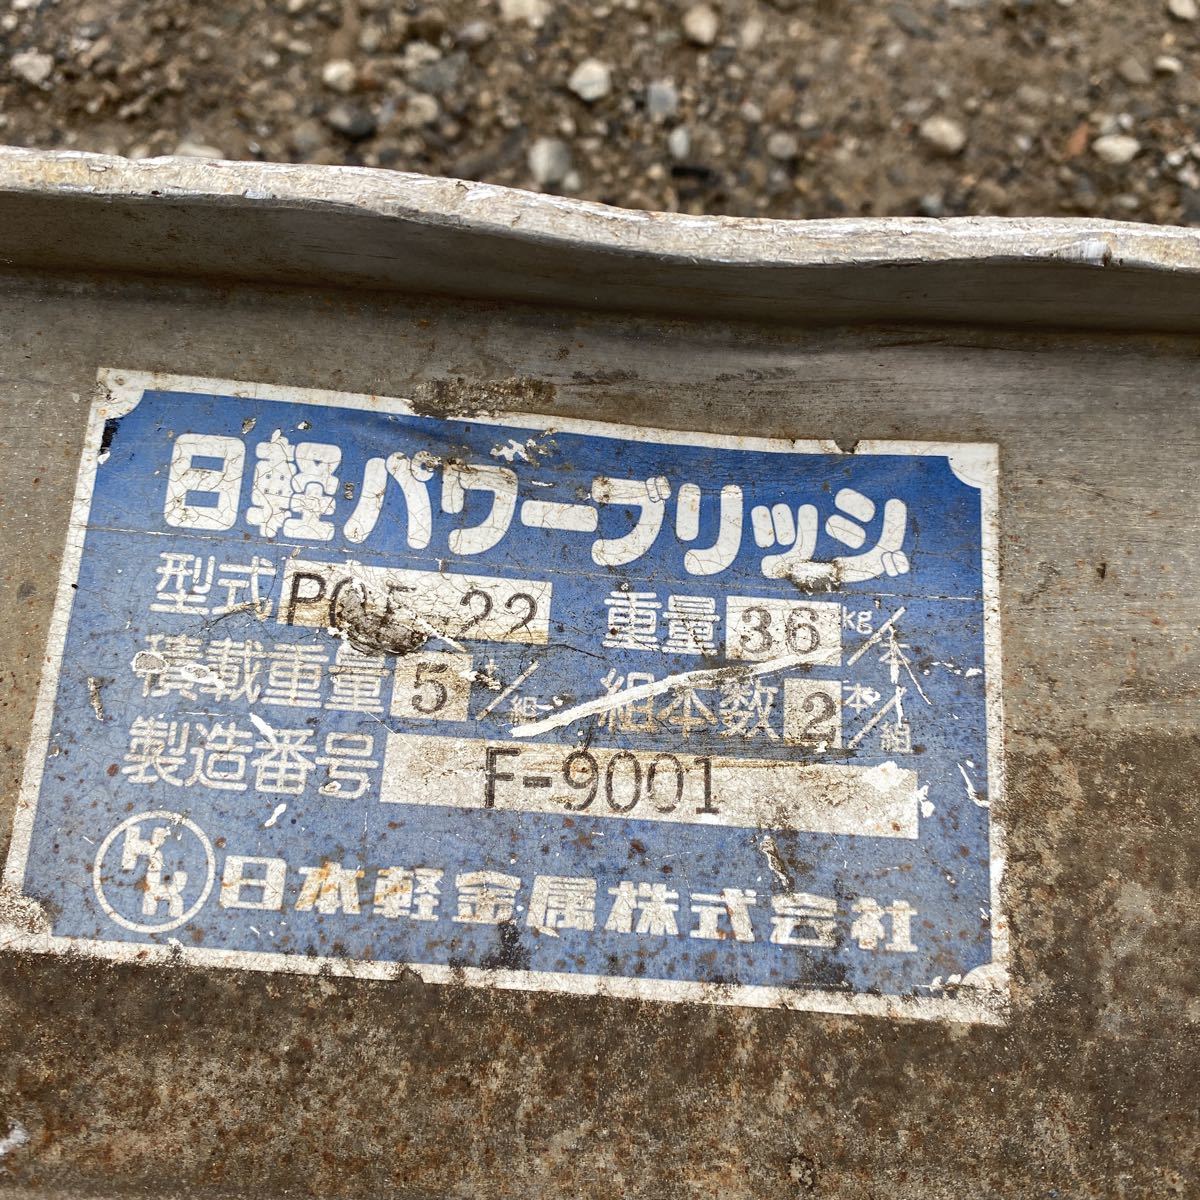 日軽パワーブリッジ
型式 重量 36 kg/本
積載重量 5 t/組 組本数 2 本/組
製造番号 F-9001
KK 日本軽金属株式会社